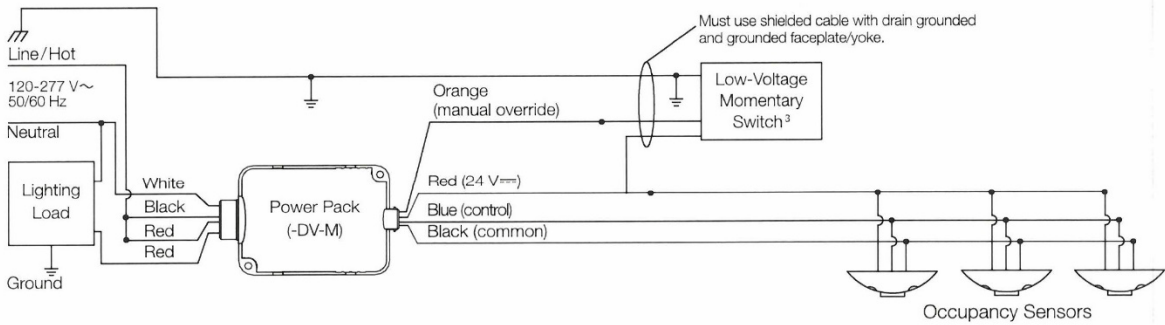 Must use shielded cable with drain grounded
and grounded faceplate/yoke.
Line/Hot
120-277 V~
50/60 Hz
Neutral
Orange
(manual override)
Low-Voltage
Momentary
Switch³
Lighting
Load
White
Black
Red
Red
Power Pack
(-DV-M)
Red (24 V⎓)
Blue (control)
Black (common)
Ground
Occupancy Sensors